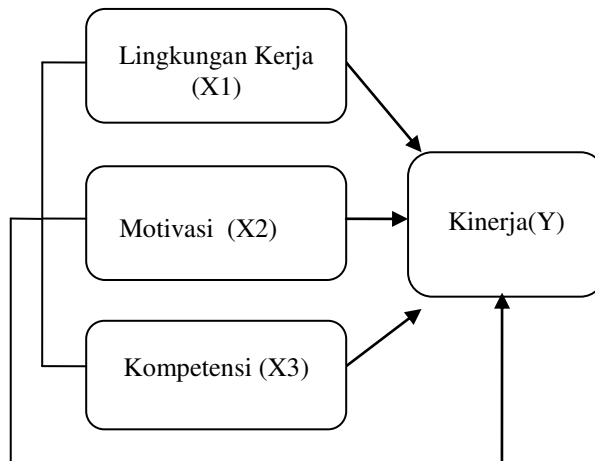 Lingkungan Kerja
(X1)
Motivasi (X2)
Kinerja(Y)
Kompetensi (X3)